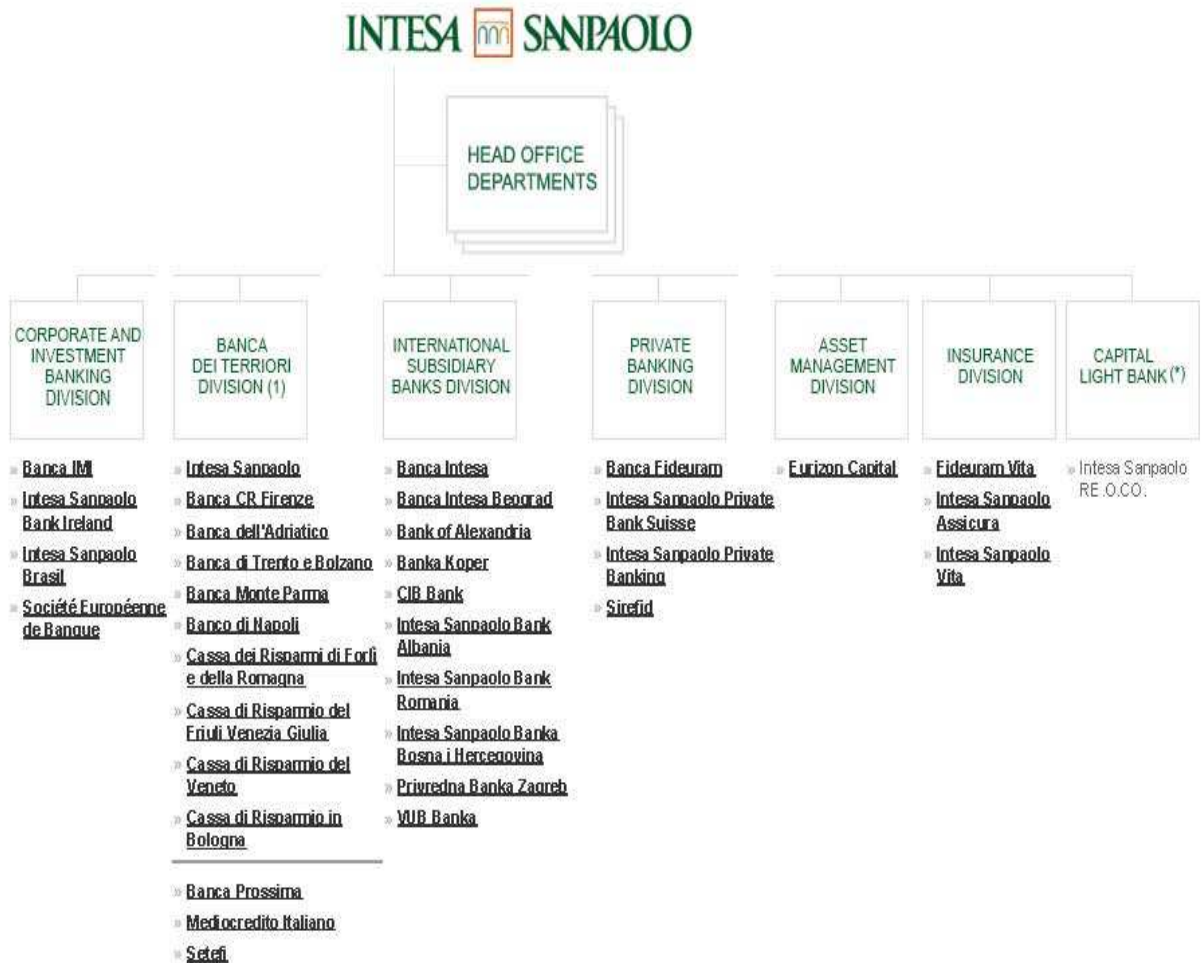 INTESA SANPAOLO
HEAD OFFICE
DEPARTMENTS
CORPORATE AND
INVESTMENT
BANKING
DIVISION
» Banca IMI
» Intesa Sanpaolo
Bank Ireland
» Intesa Sanpaolo
Brasil
» Société Européenne
de Banque
BANCA
DEI TERRIORI
DIVISION (1)
» Intesa Sanpaolo
» Banca CR Firenze
» Banca dell'Adriatico
» Banca di Trento e Bolzano
» Banca Monte Parma
» Banco di Napoli
» Cassa dei Risparmi di Forlì
e della Romagna
» Cassa di Risparmio del
Friuli Venezia Giulia
» Cassa di Risparmio del
Veneto
» Cassa di Risparmio in
Bologna
» Banca Prossima
» Mediocredito Italiano
» Setefi
INTERNATIONAL
SUBSIDIARY
BANKS DIVISION
» Banca Intesa
» Banca Intesa Beograd
» Bank of Alexandria
» Banka Koper
» CIB Bank
» Intesa Sanpaolo Bank
Albania
» Intesa Sanpaolo Bank
Romania
» Intesa Sanpaolo Banka
Bosna i Hercegovina
» Privredna Banka Zagreb
» VUB Banka
PRIVATE
BANKING
DIVISION
» Banca Fideuram
» Intesa Sanpaolo Private
Bank Suisse
» Intesa Sanpaolo Private
Banking
» Sirefid
ASSET
MANAGEMENT
DIVISION
» Eurizon Capital
INSURANCE
DIVISION
» Fideuram Vita
» Intesa Sanpaolo
Assicura
» Intesa Sanpaolo
Vita
CAPITAL
LIGHT BANK (*)
» Intesa Sanpaolo
RE.O.CO.